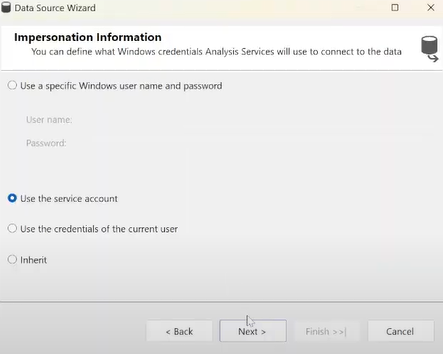 Data Source Wizard
Impersonation Information
You can define what Windows credentials Analysis Services will use to connect to the data
Use a specific Windows user name and password
User name:
Password:
Use the service account
Use the credentials of the current user
Inherit
< Back
Next >
Finish >>|
Cancel